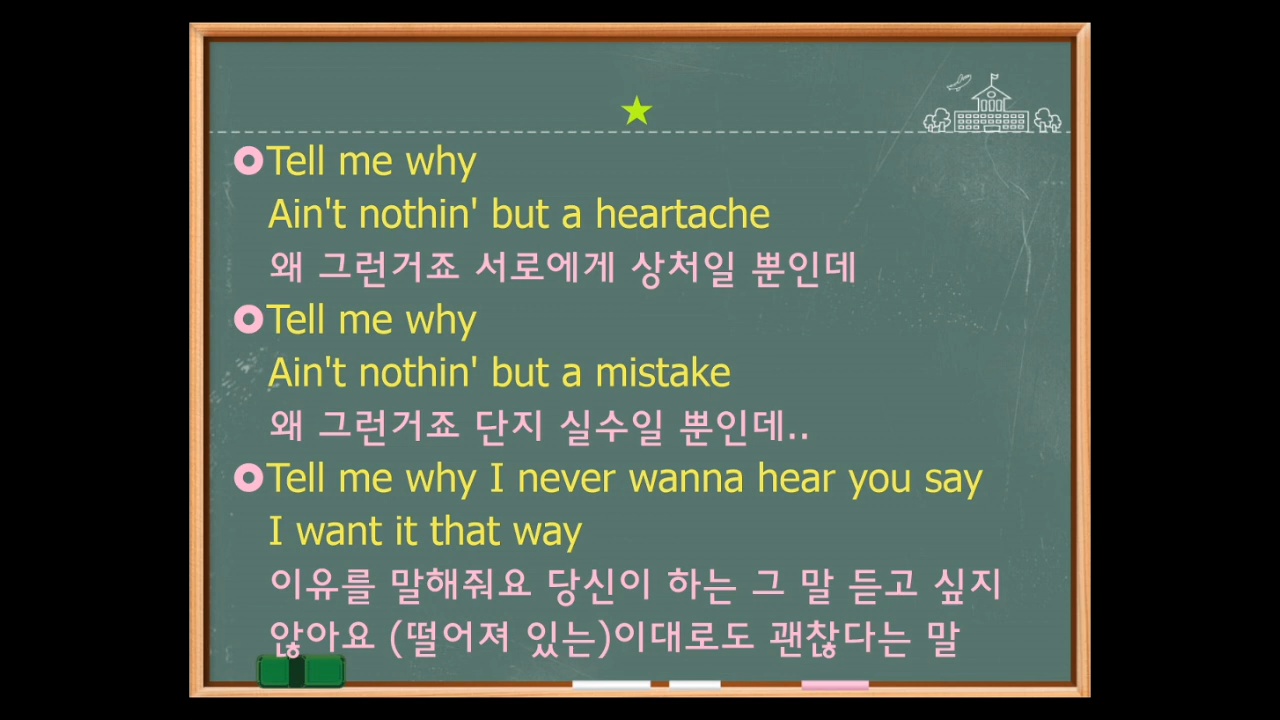 Tell me why
Ain't nothin' but a heartache
왜 그런거죠 서로에게 상처일 뿐인데
Tell me why
Ain't nothin' but a mistake
왜 그런거죠 단지 실수일 뿐인데..
Tell me why I never wanna hear you say
I want it that way
이유를 말해줘요 당신이 하는 그 말 듣고 싶지
않아요 (떨어져 있는)이대로도 괜찮다는 말